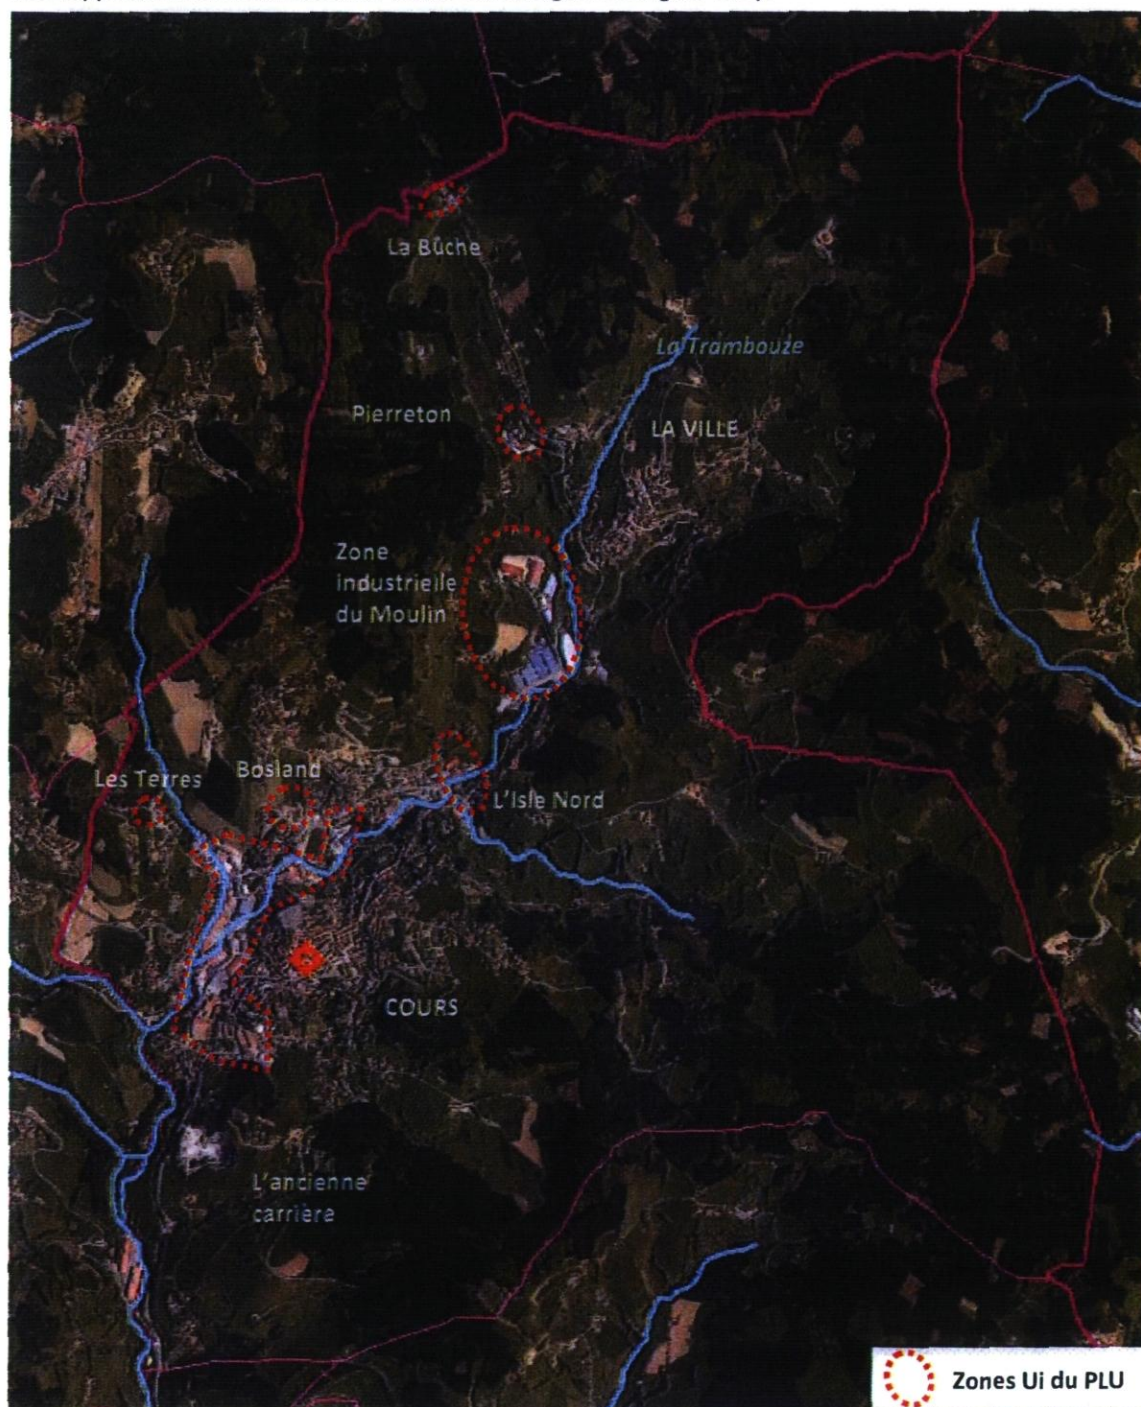 La Bûche
La Trambouze
Pierreton
LA VILLE
Zone
industrielle
du Moulin
Les Terres
Bosland
L'Isle Nord
COURS
L'ancienne
carrière
Zones Ui du PLU